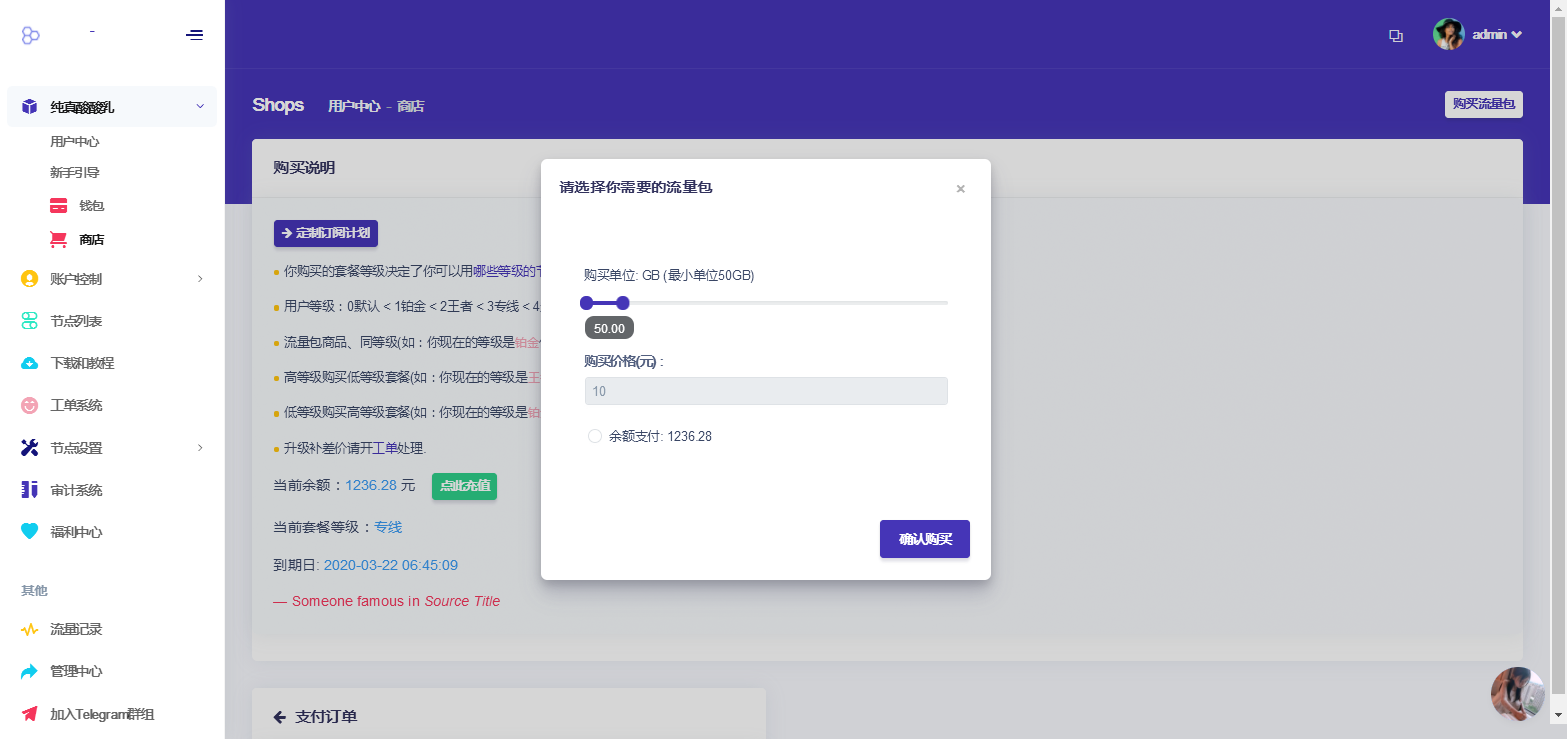 -
admin
纯真酸酸乳
用户中心
新手引导
钱包
商店
账户控制
节点列表
下载和教程
工单系统
节点设置
审计系统
福利中心
其他
流量记录
管理中心
加入Telegram群组
Shops 用户中心 - 商店
购买流量包
购买说明
定制订阅计划
你购买的套餐等级决定了你可以用哪些等级的
用户等级：0默认 < 1铂金 < 2王者 < 3专线 < 4
流量包商品、同等级(如：你现在的等级是铂金
高等级购买低等级套餐(如：你现在的等级是王
低等级购买高等级套餐(如：你现在的等级是铂
升级补差价请开工单处理.
当前余额：1236.28 元 点此充值
当前套餐等级：专线
到期日: 2020-03-22 06:45:09
— Someone famous in Source Title
支付订单
请选择你需要的流量包 ×
购买单位: GB (最小单位50GB)
50.00
购买价格(元) :
10
余额支付: 1236.28
确认购买